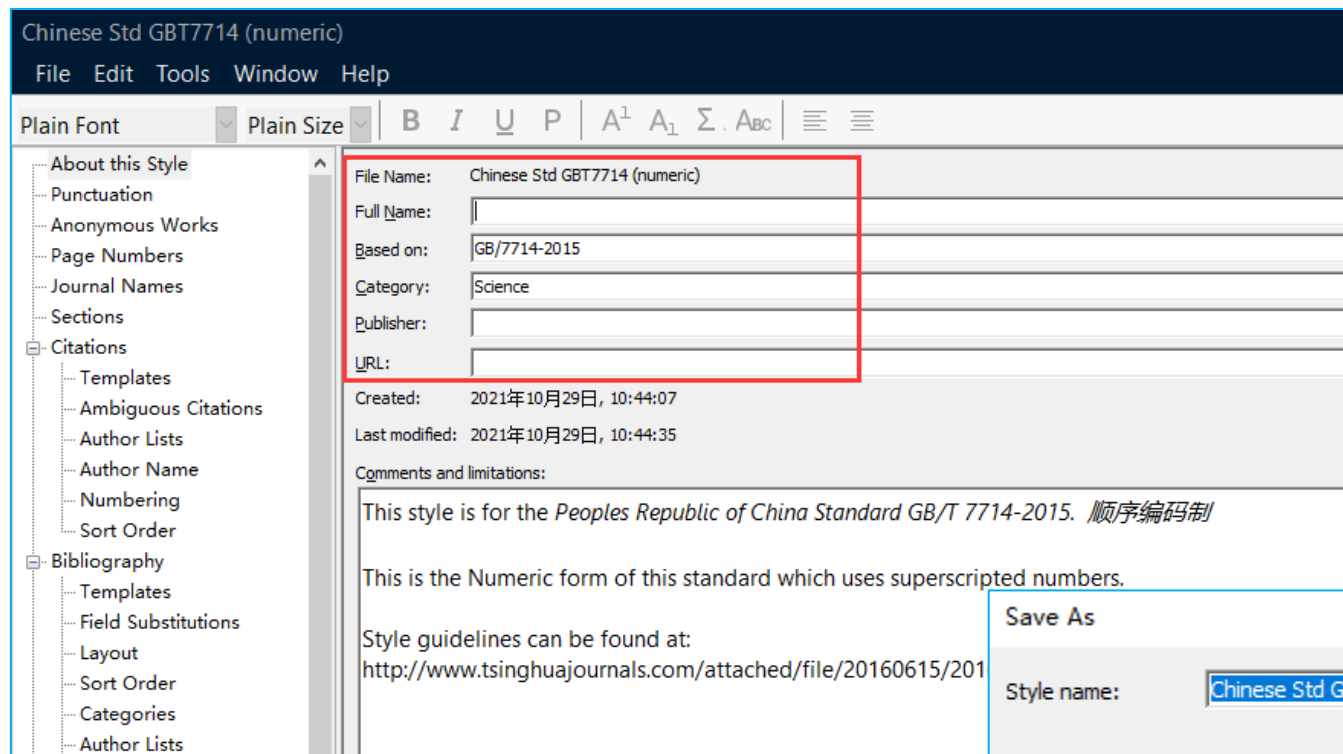 Chinese Std GBT7714 (numeric)
File Edit Tools Window Help
Plain Font Plain Size B I U P A1 A1 Σ ABC
About this Style
Punctuation
Anonymous Works
Page Numbers
Journal Names
Sections
Citations
Templates
Ambiguous Citations
Author Lists
Author Name
Numbering
Sort Order
Bibliography
Templates
Field Substitutions
Layout
Sort Order
Categories
Author Lists
File Name: Chinese Std GBT7714 (numeric)
Full Name:
Based on: GB/7714-2015
Category: Science
Publisher:
URL:
Created: 2021年10月29日, 10:44:07
Last modified: 2021年10月29日, 10:44:35
Comments and limitations:
This style is for the Peoples Republic of China Standard GB/T 7714-2015. 顺序编码制
This is the Numeric form of this standard which uses superscripted numbers.
Style guidelines can be found at:
http://www.tsinghuajournals.com/attached/file/20160615/201
Save As
Style name: Chinese Std G